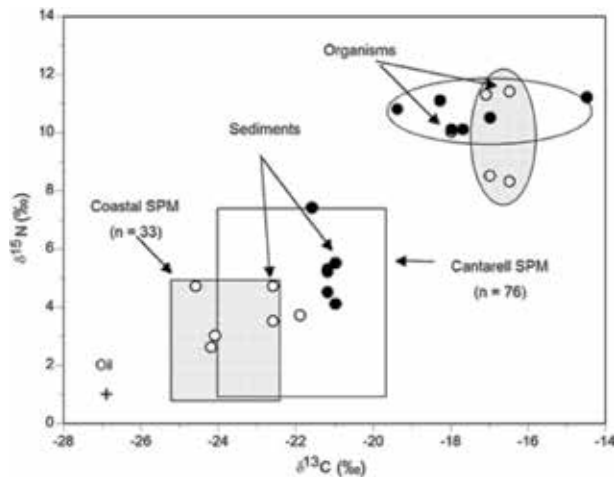 14
12
10
8
6
4
2
0
δ¹⁵N (‰)
Organisms
Sediments
Coastal SPM
(n = 33)
Cantarell SPM
(n = 76)
Oil
-28
-26
-24
-22
-20
-18
-16
-14
δ¹³C (‰)